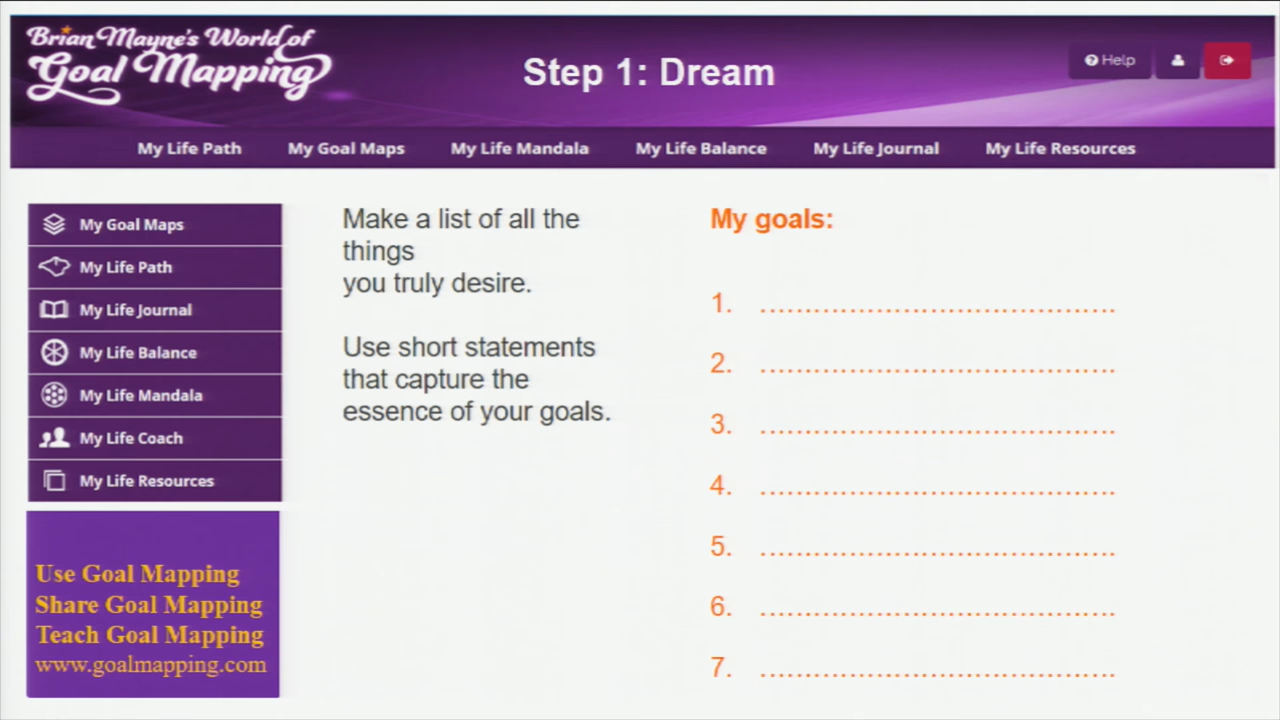 Brian Mayne's World of
Goal Mapping
Step 1: Dream
Help
My Life Path
My Goal Maps
My Life Mandala
My Life Balance
My Life Journal
My Life Resources
My Goal Maps
My Life Path
My Life Journal
My Life Balance
My Life Mandala
My Life Coach
My Life Resources
Use Goal Mapping
Share Goal Mapping
Teach Goal Mapping
www.goalmapping.com
Make a list of all the
things
you truly desire.
Use short statements
that capture the
essence of your goals.
My goals:
1. .......................................
2. .......................................
3. .......................................
4. .......................................
5. .......................................
6. .......................................
7. .......................................